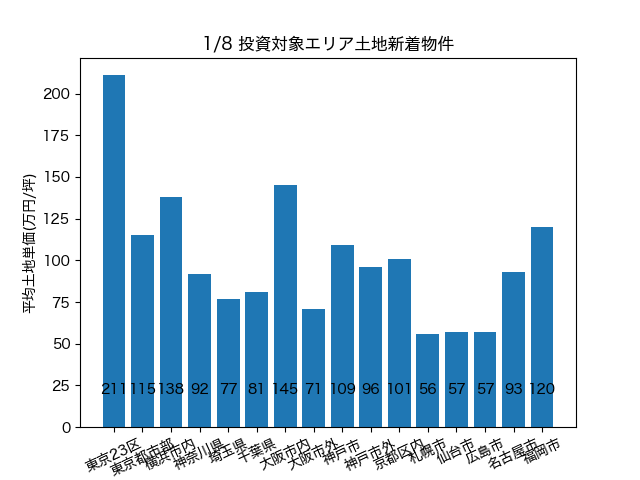 1/8 投資対象エリア土地新着物件
平均土地単価(万円/坪)
200
175
150
125
100
75
50
25
0
211 115 138 92 77 81 145 71 109 96 101 56 57 57 93 120
東京23区
東京都市部
横浜市内
神奈川県
埼玉県
千葉県
大阪市内
大阪市外
神戸市
神戸市外
京都区内
札幌市
仙台市
広島市
名古屋市
福岡市